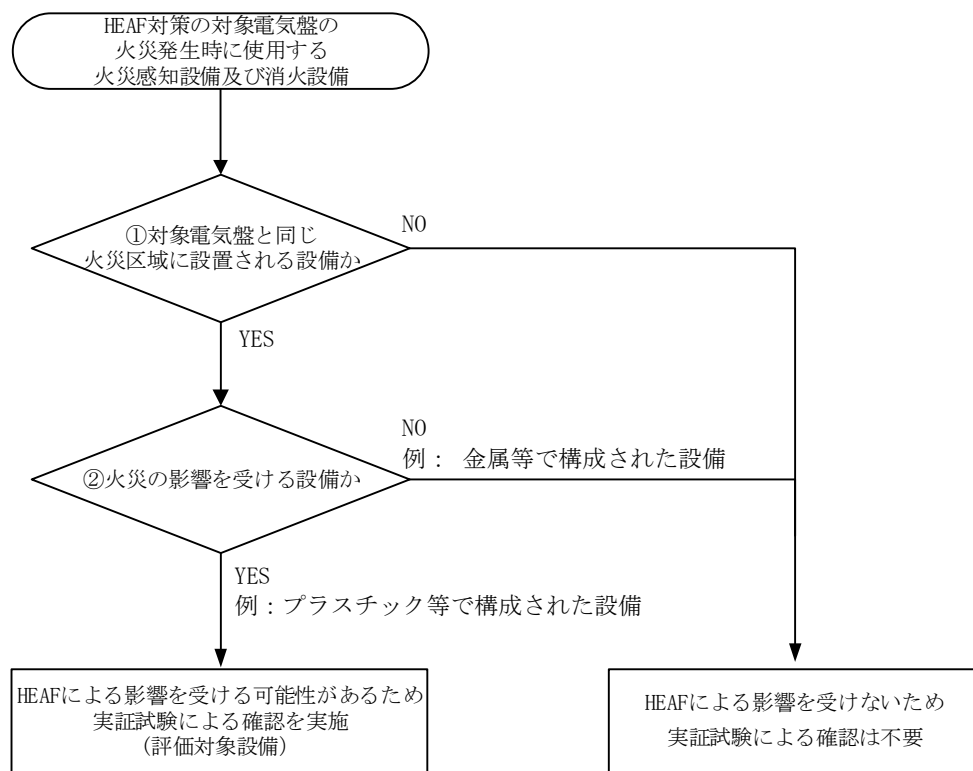 HEAF対策の対象電気盤の
火災発生時に使用する
火災感知設備及び消火設備
①対象電気盤と同じ
火災区域に設置される設備か
NO
YES
②火災の影響を受ける設備か
NO
例： 金属等で構成された設備
YES
例：プラスチック等で構成された設備
HEAFによる影響を受ける可能性があるため
実証試験による確認を実施
(評価対象設備)
HEAFによる影響を受けないため
実証試験による確認は不要